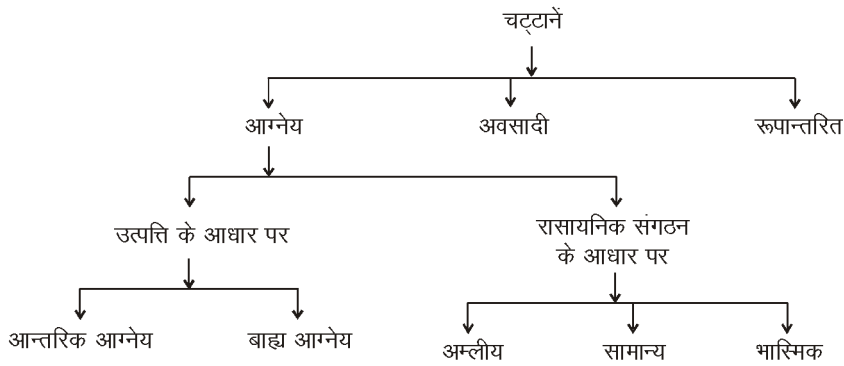 चट्टानें
आग्नेय
अवसादी
रूपान्तरित
उत्पत्ति के आधार पर
रासायनिक संगठन
के आधार पर
आन्तरिक आग्नेय
बाह्य आग्नेय
अम्लीय
सामान्य
भास्मिक